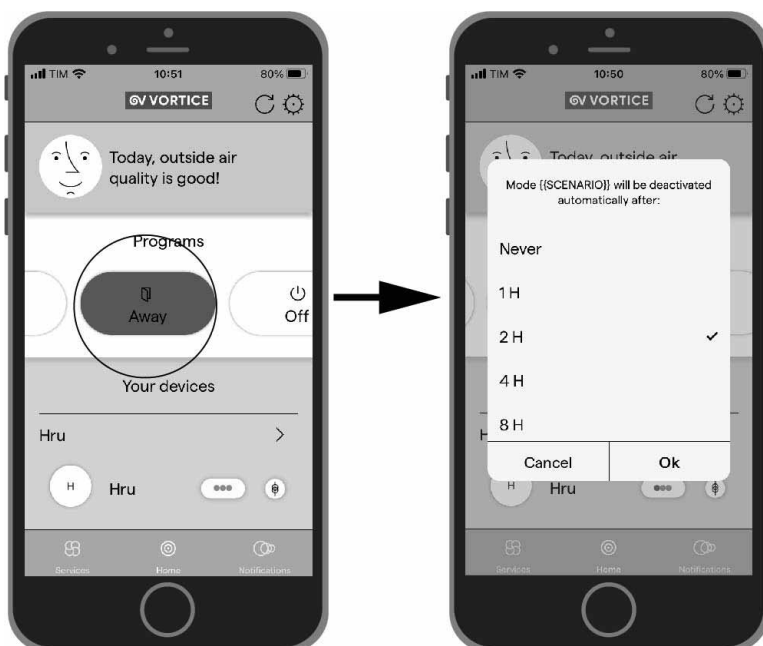 TIM 10:51 80%
VORTICE
Today, outside air
quality is good!
Programs
Away
Off
Your devices
Hru
H Hru
Services Home Notifications
TIM 10:50 80%
VORTICE
Today, outside air
Mode {{SCENARIO}} will be deactivated
automatically after:
Never
1 H
2 H
4 H
8 H
Cancel Ok
H Hru
Services Home Notifications